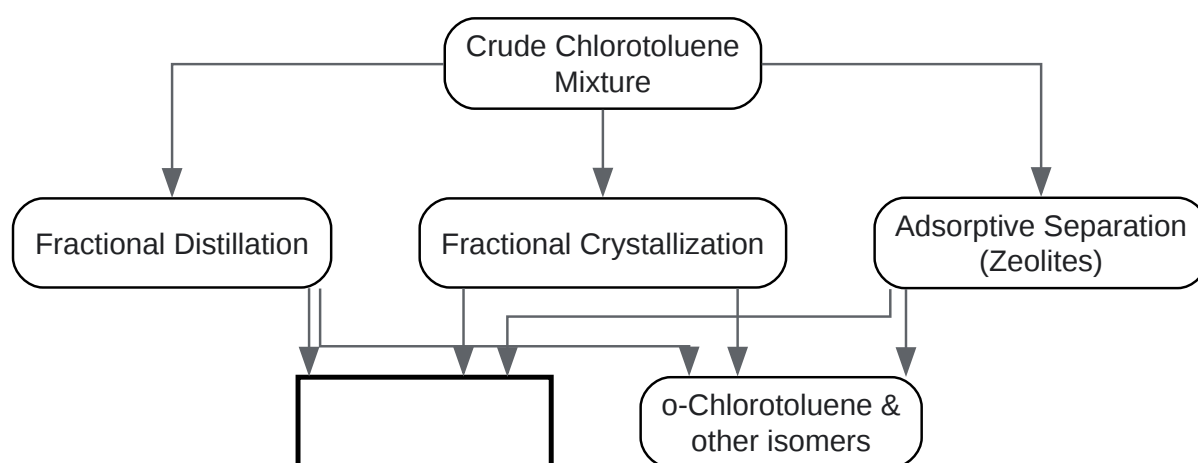 Crude Chlorotoluene
Mixture
Fractional Distillation
Fractional Crystallization
Adsorptive Separation
(Zeolites)
o-Chlorotoluene &
other isomers